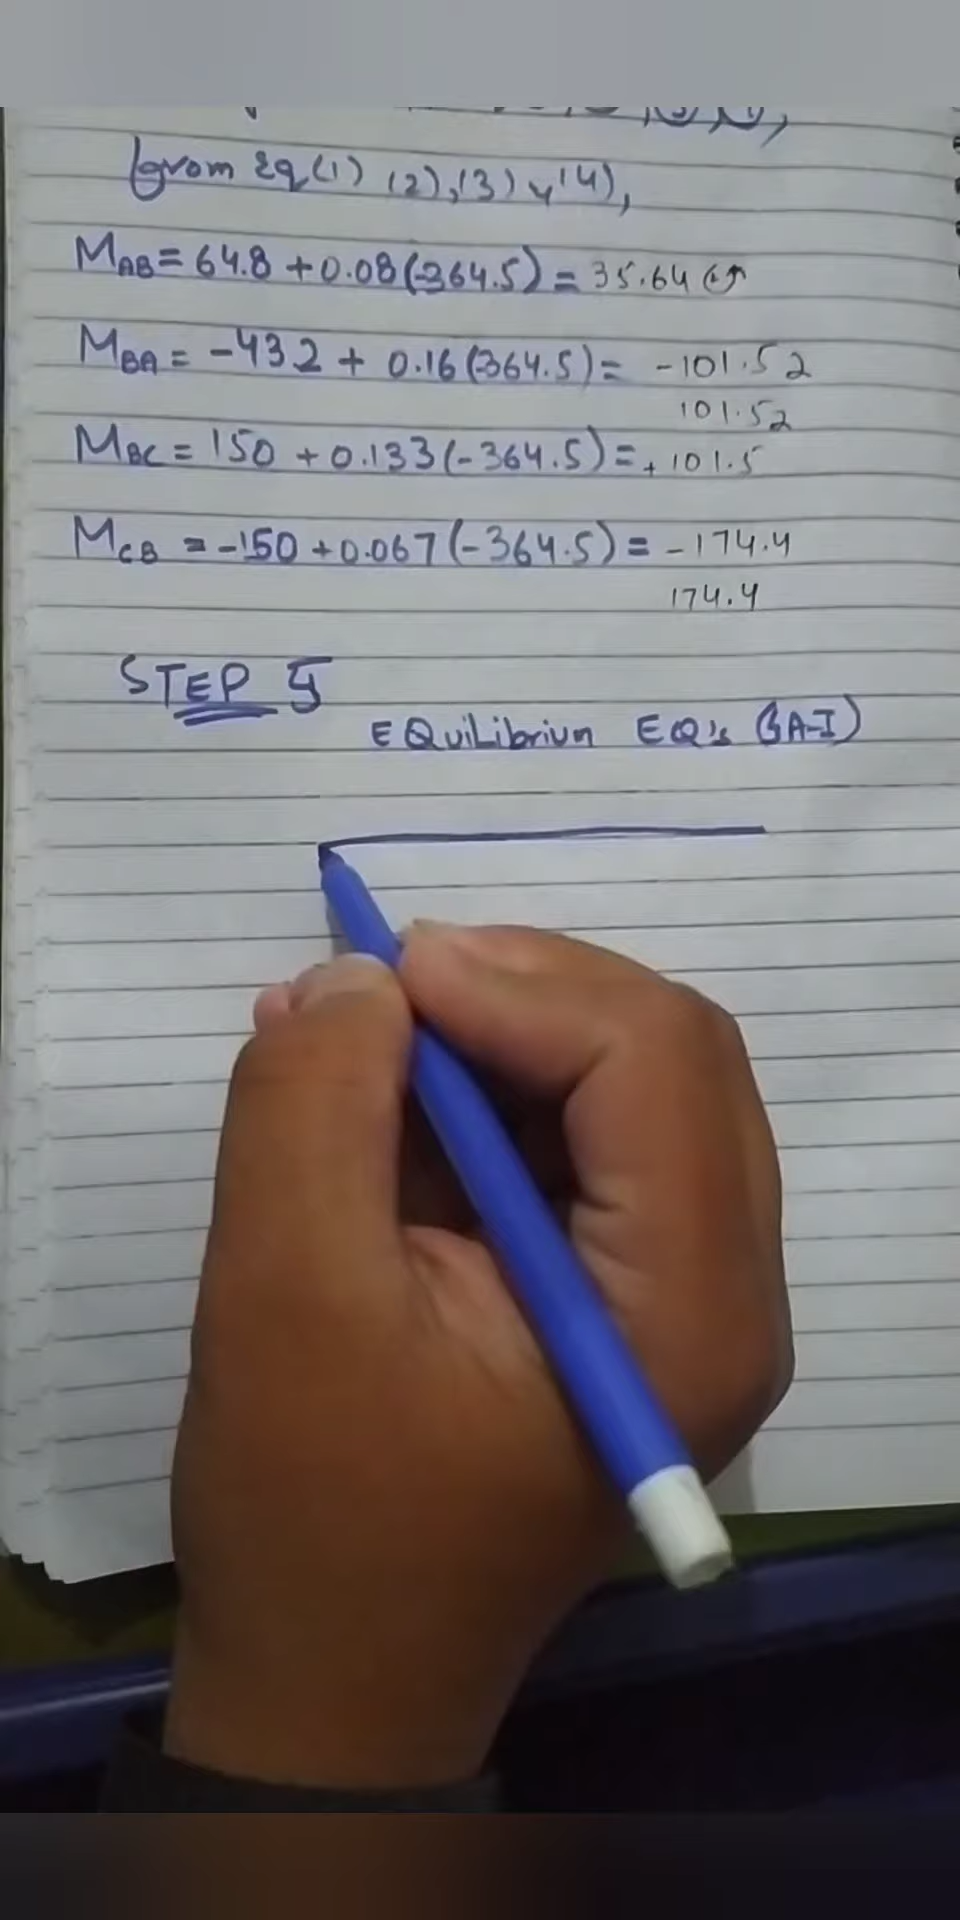 from Eq(1) (2),(3) y (4),
MAB = 64.8 + 0.08(-364.5) = 35.64
MBA = -43.2 + 0.16(-364.5) = -101.52
101.52
MBC = 150 + 0.133(-364.5) = + 101.5
MCB = -150 + 0.067(-364.5) = -174.4
174.4
STEP 5
EQuiLibrium EQ's